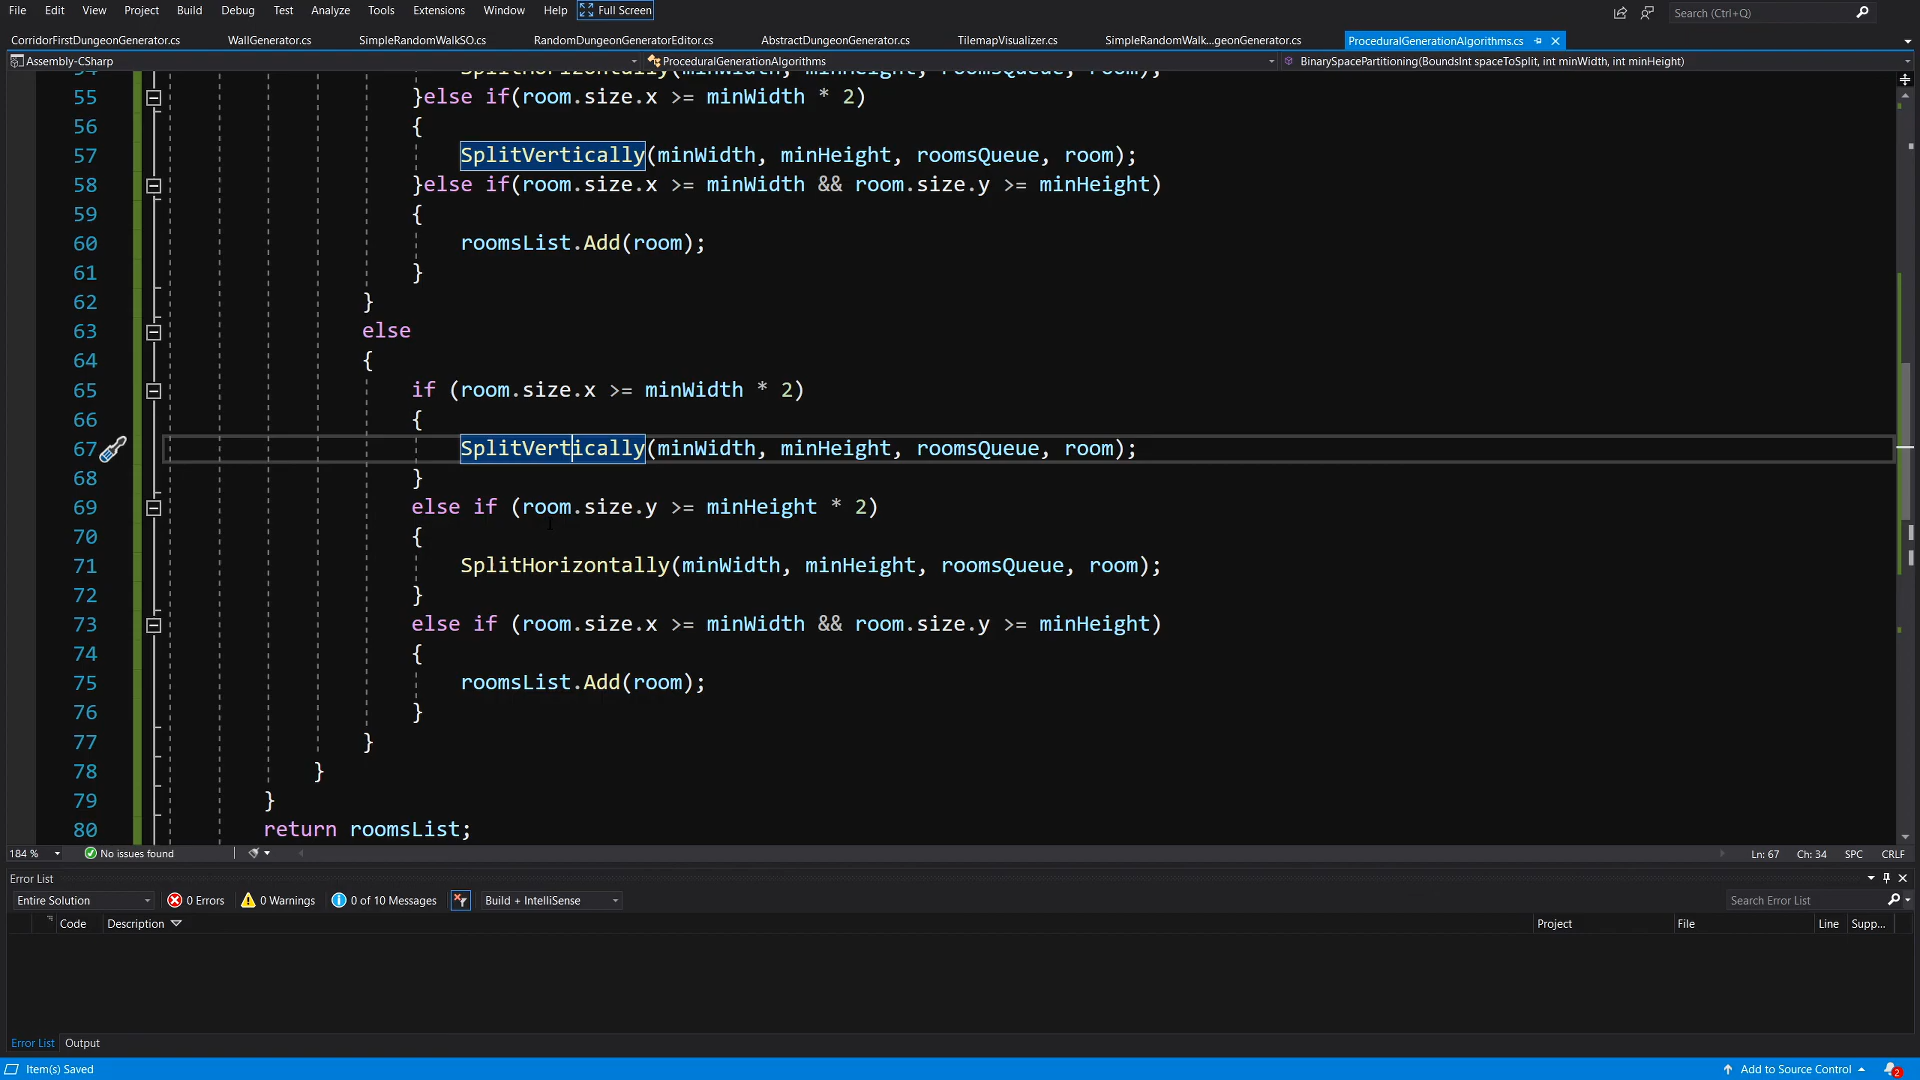 File Edit View Project Build Debug Test Analyze Tools Extensions Window Help Full Screen Search (Ctrl+Q)
CorridorFirstDungeonGenerator.cs WallGenerator.cs SimpleRandomWalkSO.cs RandomDungeonGeneratorEditor.cs AbstractDungeonGenerator.cs TilemapVisualizer.cs SimpleRandomWalk...geonGenerator.cs ProceduralGenerationAlgorithms.cs
Assembly-CSharp ProceduralGenerationAlgorithms BinarySpacePartitioning(BoundsInt spaceToSplit, int minWidth, int minHeight)
54 SplitHorizontally(minWidth, minHeight, roomsQueue, room);
55 }else if(room.size.x >= minWidth * 2)
56 {
57 SplitVertically(minWidth, minHeight, roomsQueue, room);
58 }else if(room.size.x >= minWidth && room.size.y >= minHeight)
59 {
60 roomsList.Add(room);
61 }
62 }
63 else
64 {
65 if (room.size.x >= minWidth * 2)
66 {
67 SplitVertically(minWidth, minHeight, roomsQueue, room);
68 }
69 else if (room.size.y >= minHeight * 2)
70 {
71 SplitHorizontally(minWidth, minHeight, roomsQueue, room);
72 }
73 else if (room.size.x >= minWidth && room.size.y >= minHeight)
74 {
75 roomsList.Add(room);
76 }
77 }
78 }
79 }
80 return roomsList;
184 % No issues found Ln: 67 Ch: 34 SPC CRLF
Error List
Entire Solution 0 Errors 0 Warnings 0 of 10 Messages Build + IntelliSense Search Error List
Code Description Project File Line Supp...
Error List Output
Item(s) Saved Add to Source Control 2